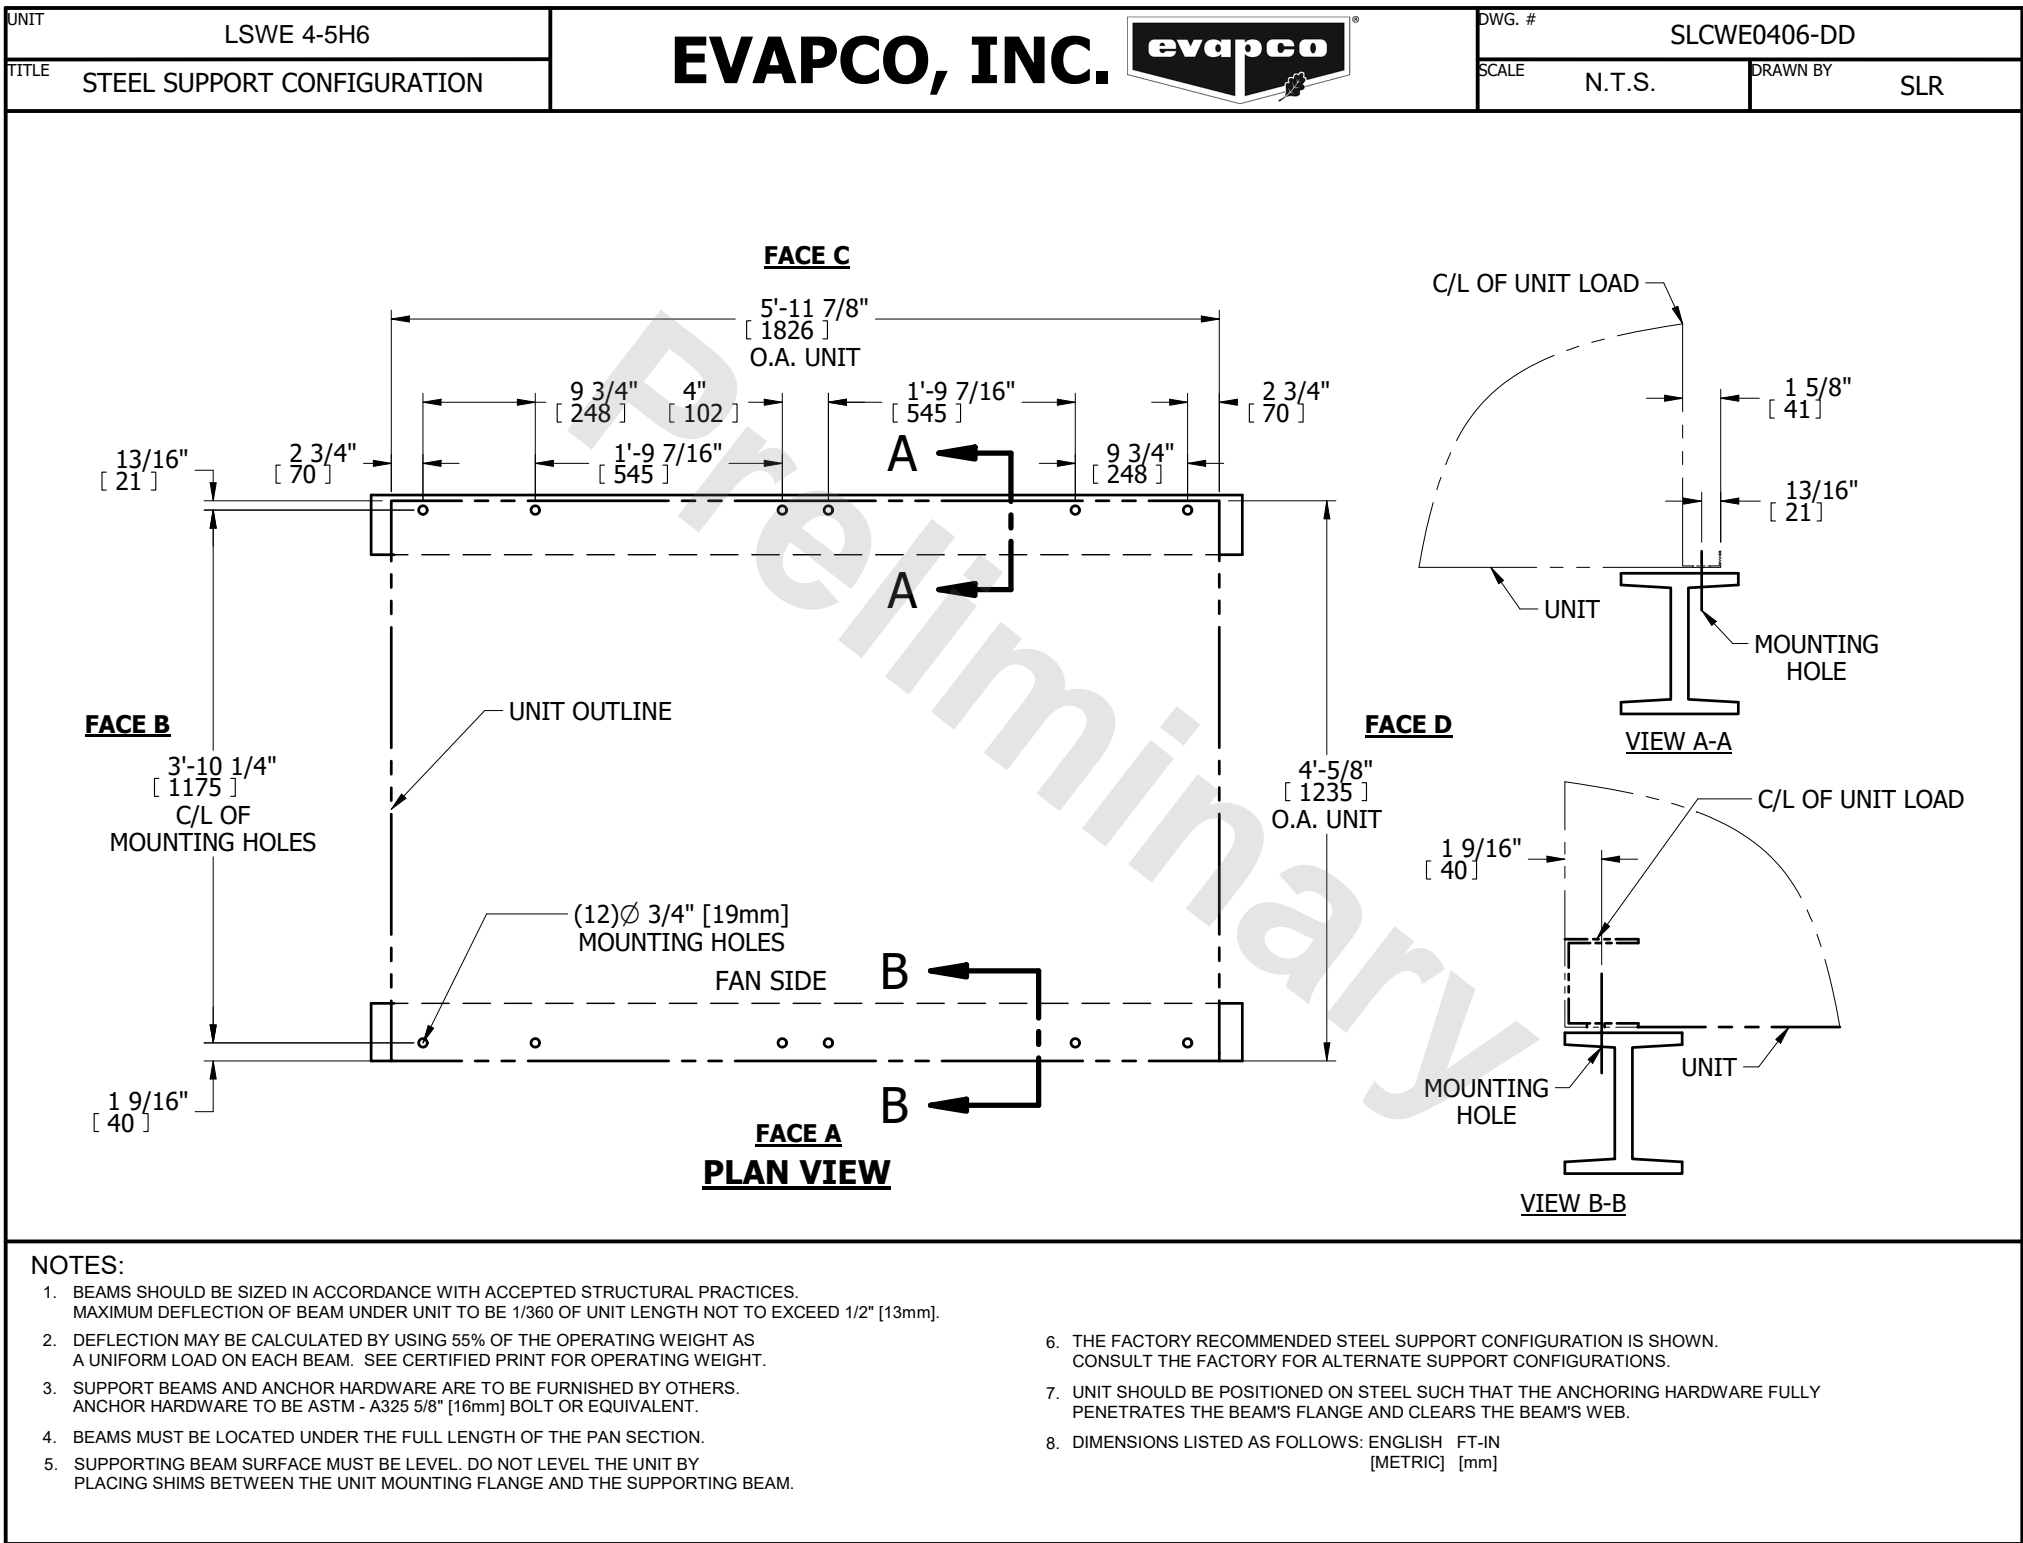 UNIT
LSWE 4-5H6
TITLE
STEEL SUPPORT CONFIGURATION
EVAPCO, INC.
evapco
®
DWG. #
SLCWE0406-DD
SCALE
N.T.S.
DRAWN BY
SLR
FACE C
5'-11 7/8"
[ 1826 ]
O.A. UNIT
9 3/4"
[ 248 ]
4"
[ 102 ]
1'-9 7/16"
[ 545 ]
2 3/4"
[ 70 ]
13/16"
[ 21 ]
2 3/4"
[ 70 ]
1'-9 7/16"
[ 545 ]
A
9 3/4"
[ 248 ]
A
UNIT OUTLINE
FACE B
3'-10 1/4"
[ 1175 ]
C/L OF
MOUNTING HOLES
FACE D
4'-5/8"
[ 1235 ]
O.A. UNIT
(12)Ø 3/4" [19mm]
MOUNTING HOLES
FAN SIDE
B
B
1 9/16"
[ 40 ]
FACE A
PLAN VIEW
Preliminary
C/L OF UNIT LOAD
1 5/8"
[ 41]
13/16"
[ 21]
UNIT
MOUNTING
HOLE
VIEW A-A
C/L OF UNIT LOAD
1 9/16"
[ 40]
UNIT
MOUNTING
HOLE
VIEW B-B
NOTES:
1. BEAMS SHOULD BE SIZED IN ACCORDANCE WITH ACCEPTED STRUCTURAL PRACTICES.
MAXIMUM DEFLECTION OF BEAM UNDER UNIT TO BE 1/360 OF UNIT LENGTH NOT TO EXCEED 1/2" [13mm].
2. DEFLECTION MAY BE CALCULATED BY USING 55% OF THE OPERATING WEIGHT AS
A UNIFORM LOAD ON EACH BEAM. SEE CERTIFIED PRINT FOR OPERATING WEIGHT.
3. SUPPORT BEAMS AND ANCHOR HARDWARE ARE TO BE FURNISHED BY OTHERS.
ANCHOR HARDWARE TO BE ASTM - A325 5/8" [16mm] BOLT OR EQUIVALENT.
4. BEAMS MUST BE LOCATED UNDER THE FULL LENGTH OF THE PAN SECTION.
5. SUPPORTING BEAM SURFACE MUST BE LEVEL. DO NOT LEVEL THE UNIT BY
PLACING SHIMS BETWEEN THE UNIT MOUNTING FLANGE AND THE SUPPORTING BEAM.
6. THE FACTORY RECOMMENDED STEEL SUPPORT CONFIGURATION IS SHOWN.
CONSULT THE FACTORY FOR ALTERNATE SUPPORT CONFIGURATIONS.
7. UNIT SHOULD BE POSITIONED ON STEEL SUCH THAT THE ANCHORING HARDWARE FULLY
PENETRATES THE BEAM'S FLANGE AND CLEARS THE BEAM'S WEB.
8. DIMENSIONS LISTED AS FOLLOWS: ENGLISH FT-IN
[METRIC] [mm]